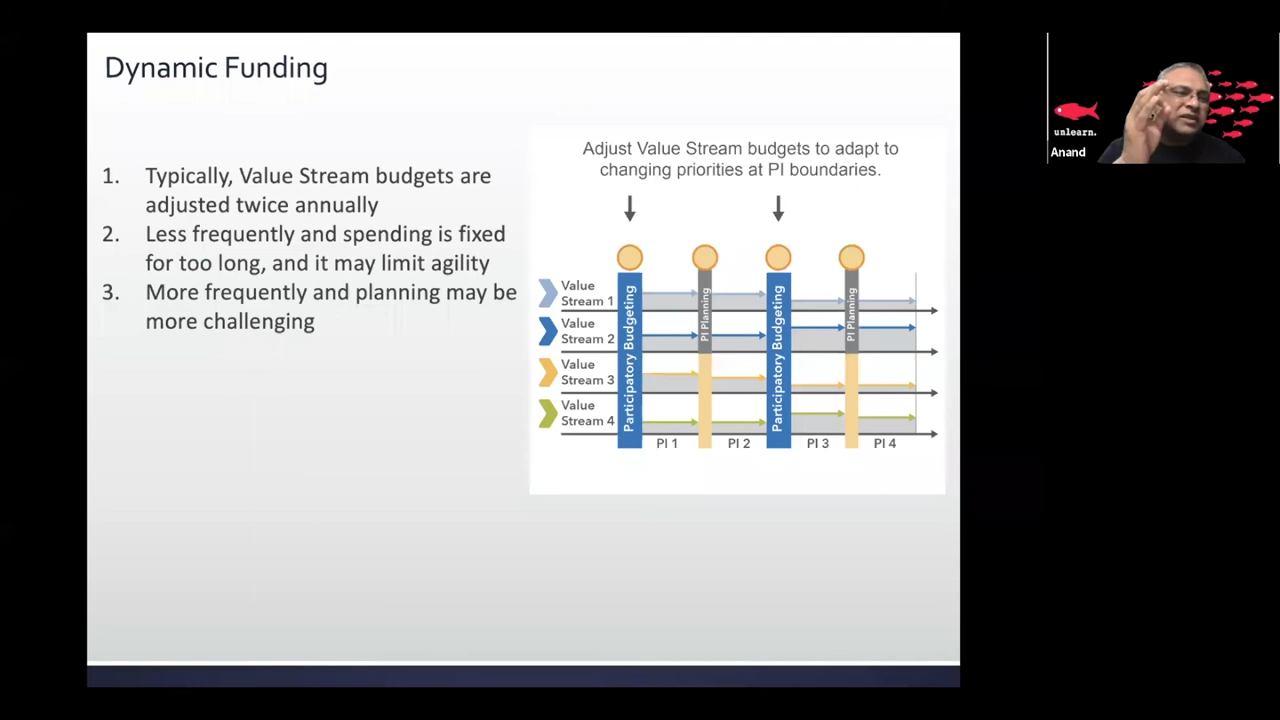 Dynamic Funding
1. Typically, Value Stream budgets are
adjusted twice annually
2. Less frequently and spending is fixed
for too long, and it may limit agility
3. More frequently and planning may be
more challenging
Adjust Value Stream budgets to adapt to
changing priorities at PI boundaries.
Value
Stream 1
Value
Stream 2
Value
Stream 3
Value
Stream 4
Participatory Budgeting
PI Planning
Participatory Budgeting
PI Planning
PI 1
PI 2
PI 3
PI 4
unlearn.
Anand